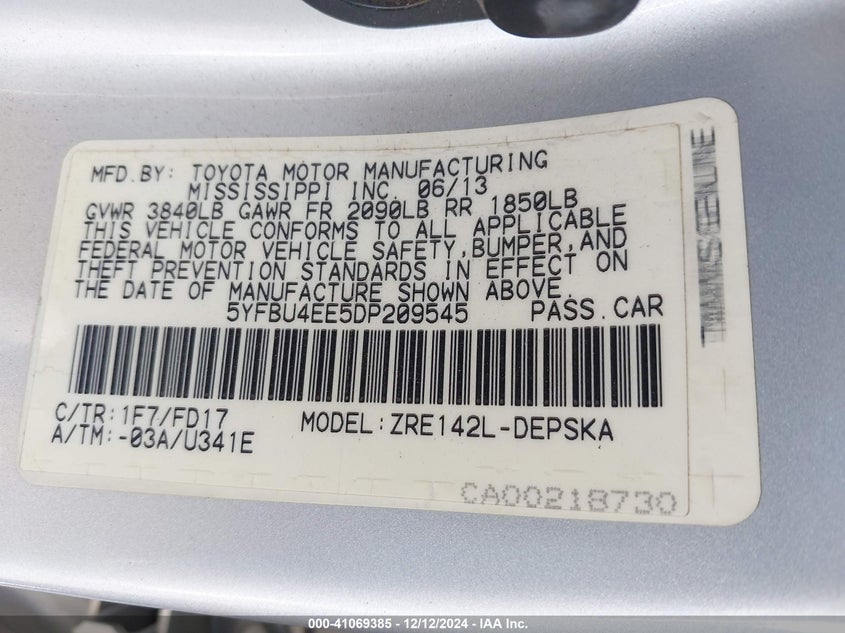 MFD.BY: TOYOTA MOTOR MANUFACTURING
MISSISSIPPI INC. 06/13
GVWR 3840LB GAWR FR 2090LB RR 1850LB
THIS VEHICLE CONFORMS TO ALL APPLICABLE
FEDERAL MOTOR VEHICLE SAFETY,BUMPER,AND
THEFT PREVENTION STANDARDS IN EFFECT ON
THE DATE OF MANUFACTURE SHOWN ABOVE.
5YFBU4EE5DP209545 PASS.CAR
C/TR:1F7/FD17 MODEL:ZRE142L-DEPSKA
A/TM:-03A/U341E
CA00218730
000-41069385 - 12/12/2024 - IAA Inc.